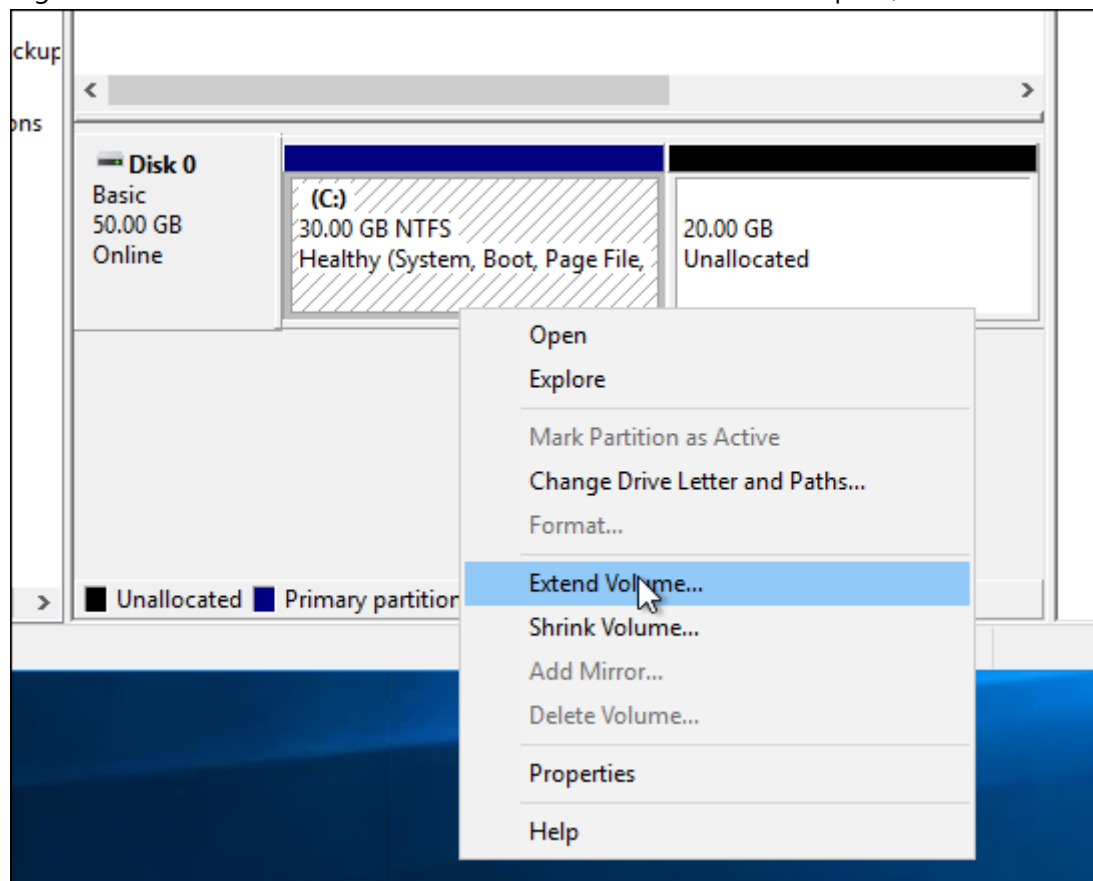 ckup
ons
Disk 0
Basic
50.00 GB
Online
(C:)
30.00 GB NTFS
Healthy (System, Boot, Page File,
20.00 GB
Unallocated
Open
Explore
Mark Partition as Active
Change Drive Letter and Paths...
Format...
Extend Volume...
Shrink Volume...
Add Mirror...
Delete Volume...
Properties
Help
Unallocated Primary partition